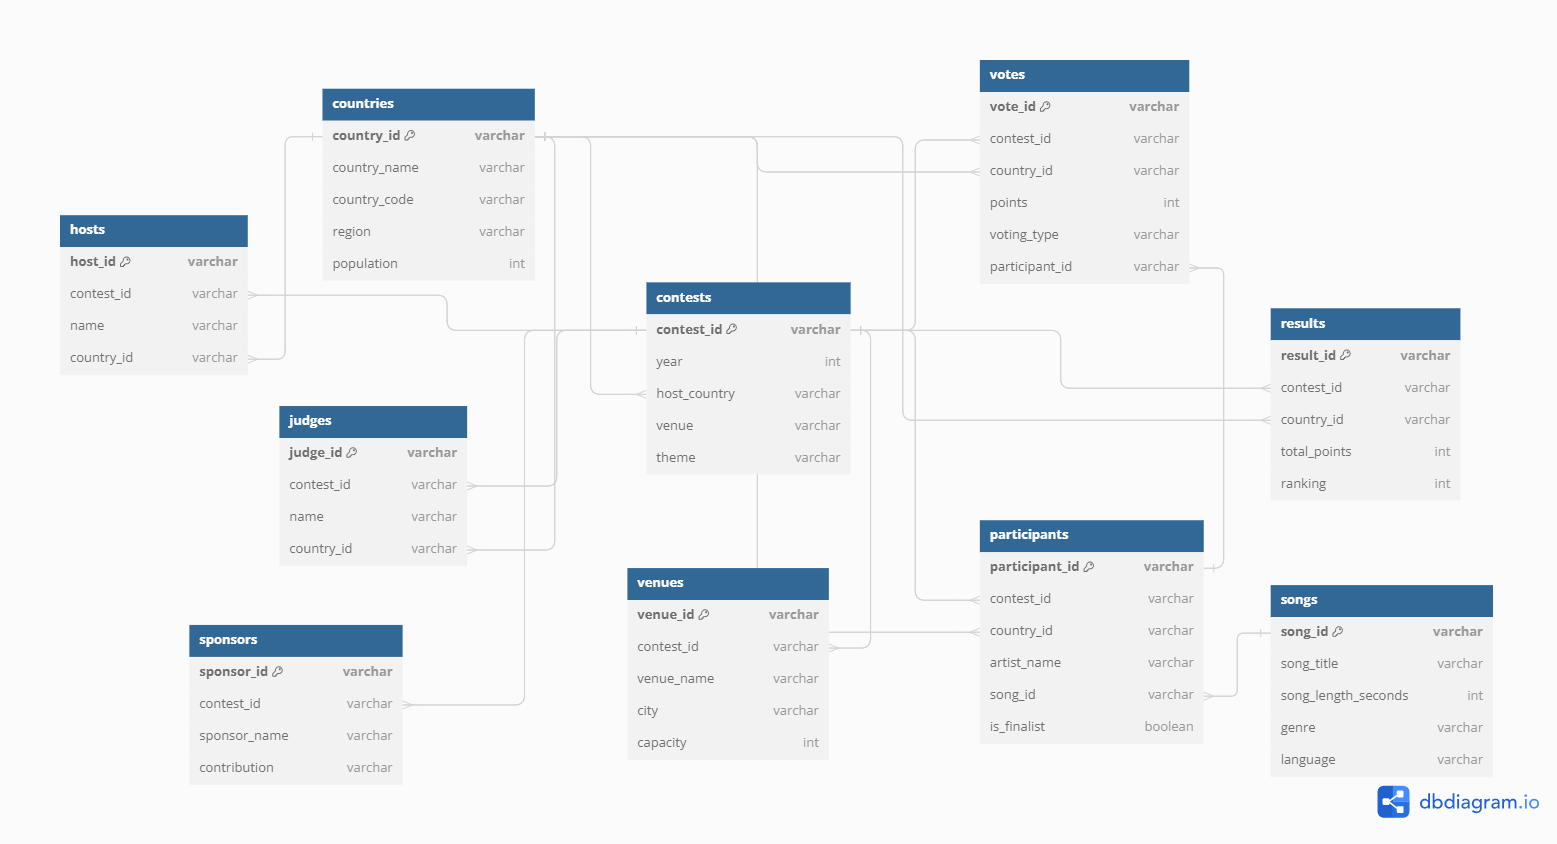 countries
country_id varchar
country_name varchar
country_code varchar
region varchar
population int
votes
vote_id varchar
contest_id varchar
country_id varchar
points int
voting_type varchar
participant_id varchar
hosts
host_id varchar
contest_id varchar
name varchar
country_id varchar
contests
contest_id varchar
year int
host_country varchar
venue varchar
theme varchar
results
result_id varchar
contest_id varchar
country_id varchar
total_points int
ranking int
judges
judge_id varchar
contest_id varchar
name varchar
country_id varchar
participants
participant_id varchar
contest_id varchar
country_id varchar
artist_name varchar
song_id varchar
is_finalist boolean
venues
venue_id varchar
contest_id varchar
venue_name varchar
city varchar
capacity int
songs
song_id varchar
song_title varchar
song_length_seconds int
genre varchar
language varchar
sponsors
sponsor_id varchar
contest_id varchar
sponsor_name varchar
contribution varchar
dbdiagram.io